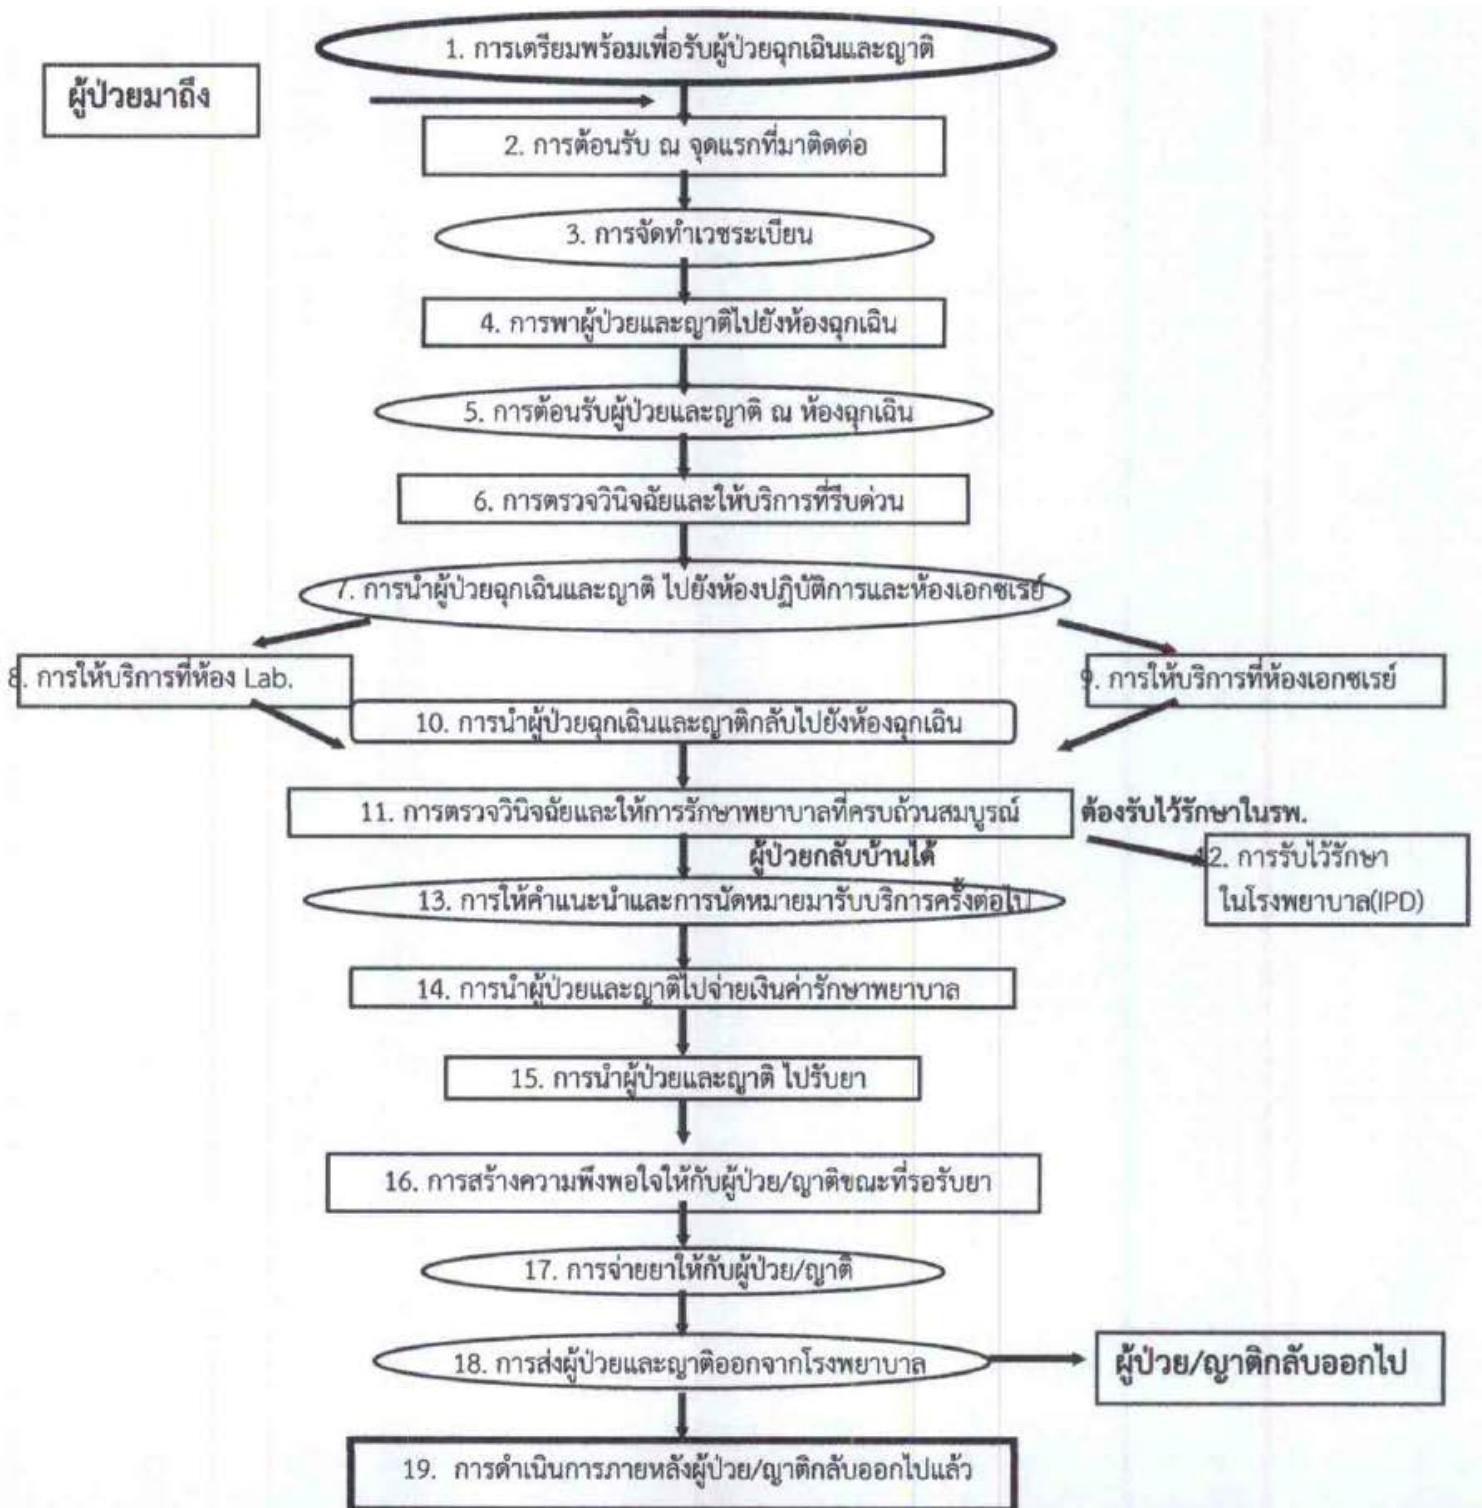 1. การเตรียมพร้อมเพื่อรับผู้ป่วยฉุกเฉินและญาติ
ผู้ป่วยมาถึง
2. การต้อนรับ ณ จุดแรกที่มาติดต่อ
3. การจัดทำเวชระเบียน
4. การพาผู้ป่วยและญาติไปยังห้องฉุกเฉิน
5. การต้อนรับผู้ป่วยและญาติ ณ ห้องฉุกเฉิน
6. การตรวจวินิจฉัยและให้บริการที่รีบด่วน
7. การนำผู้ป่วยฉุกเฉินและญาติ ไปยังห้องปฏิบัติการและห้องเอกซเรย์
8. การให้บริการที่ห้อง Lab.
9. การให้บริการที่ห้องเอกซเรย์
10. การนำผู้ป่วยฉุกเฉินและญาติกลับไปยังห้องฉุกเฉิน
11. การตรวจวินิจฉัยและให้การรักษาพยาบาลที่ครบถ้วนสมบูรณ์
ต้องรับไว้รักษาในรพ.
ผู้ป่วยกลับบ้านได้
12. การรับไว้รักษา
ในโรงพยาบาล(IPD)
13. การให้คำแนะนำและการนัดหมายมารับบริการครั้งต่อไป
14. การนำผู้ป่วยและญาติไปจ่ายเงินค่ารักษาพยาบาล
15. การนำผู้ป่วยและญาติ ไปรับยา
16. การสร้างความพึงพอใจให้กับผู้ป่วย/ญาติขณะที่รอรับยา
17. การจ่ายยาให้กับผู้ป่วย/ญาติ
18. การส่งผู้ป่วยและญาติออกจากโรงพยาบาล
ผู้ป่วย/ญาติกลับออกไป
19. การดำเนินการภายหลังผู้ป่วย/ญาติกลับออกไปแล้ว